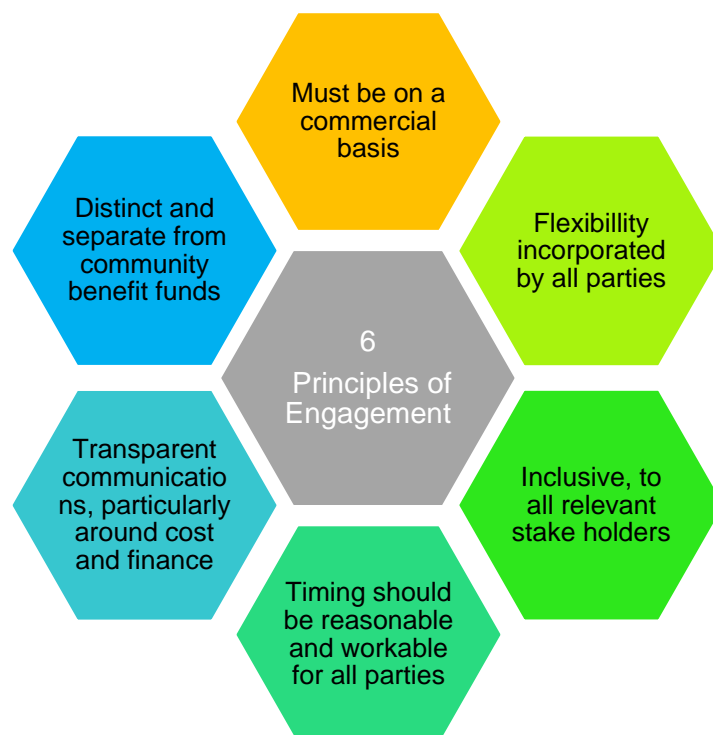 Must be on a
commercial
basis
Flexibillity
incorporated
by all parties
Inclusive, to
all relevant
stake holders
Timing should
be reasonable
and workable
for all parties
Transparent
communicatio
ns, particularly
around cost
and finance
Distinct and
separate from
community
benefit funds
6
Principles of
Engagement